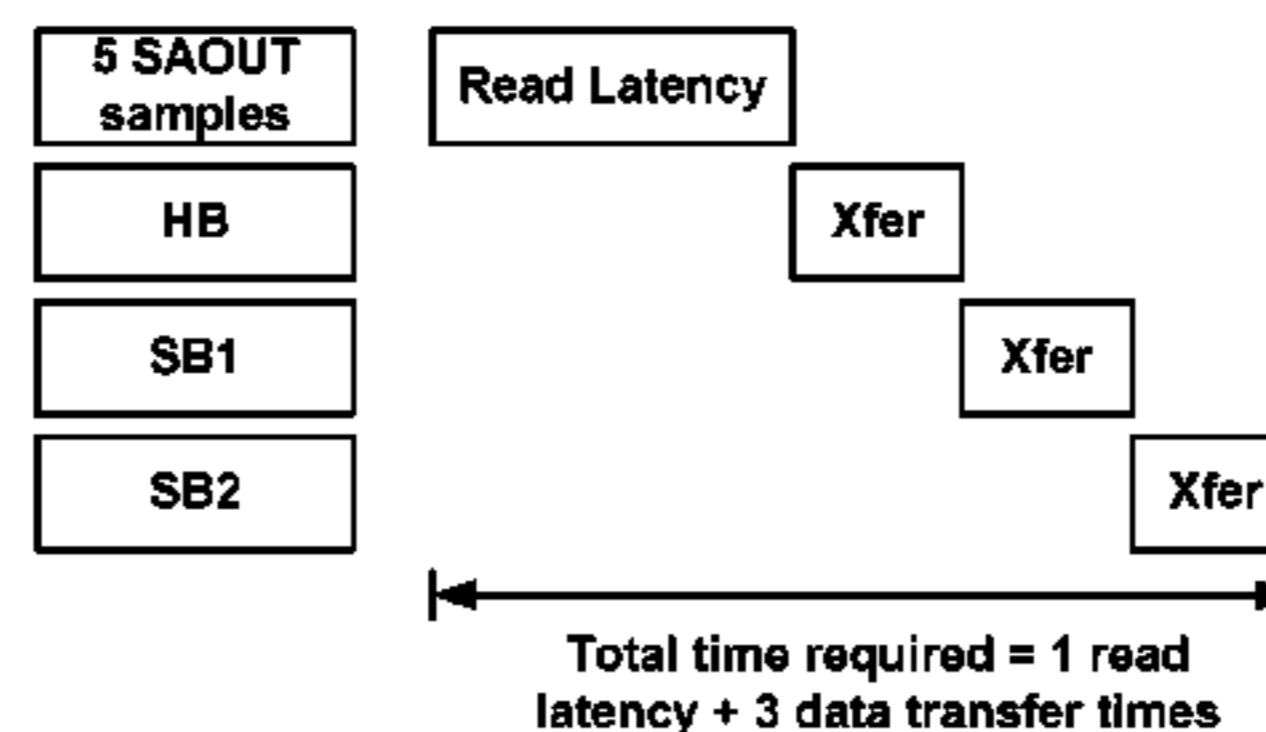 5 SAOUT
samples
Read Latency
HB
Xfer
SB1
Xfer
SB2
Xfer
Total time required = 1 read
latency + 3 data transfer times